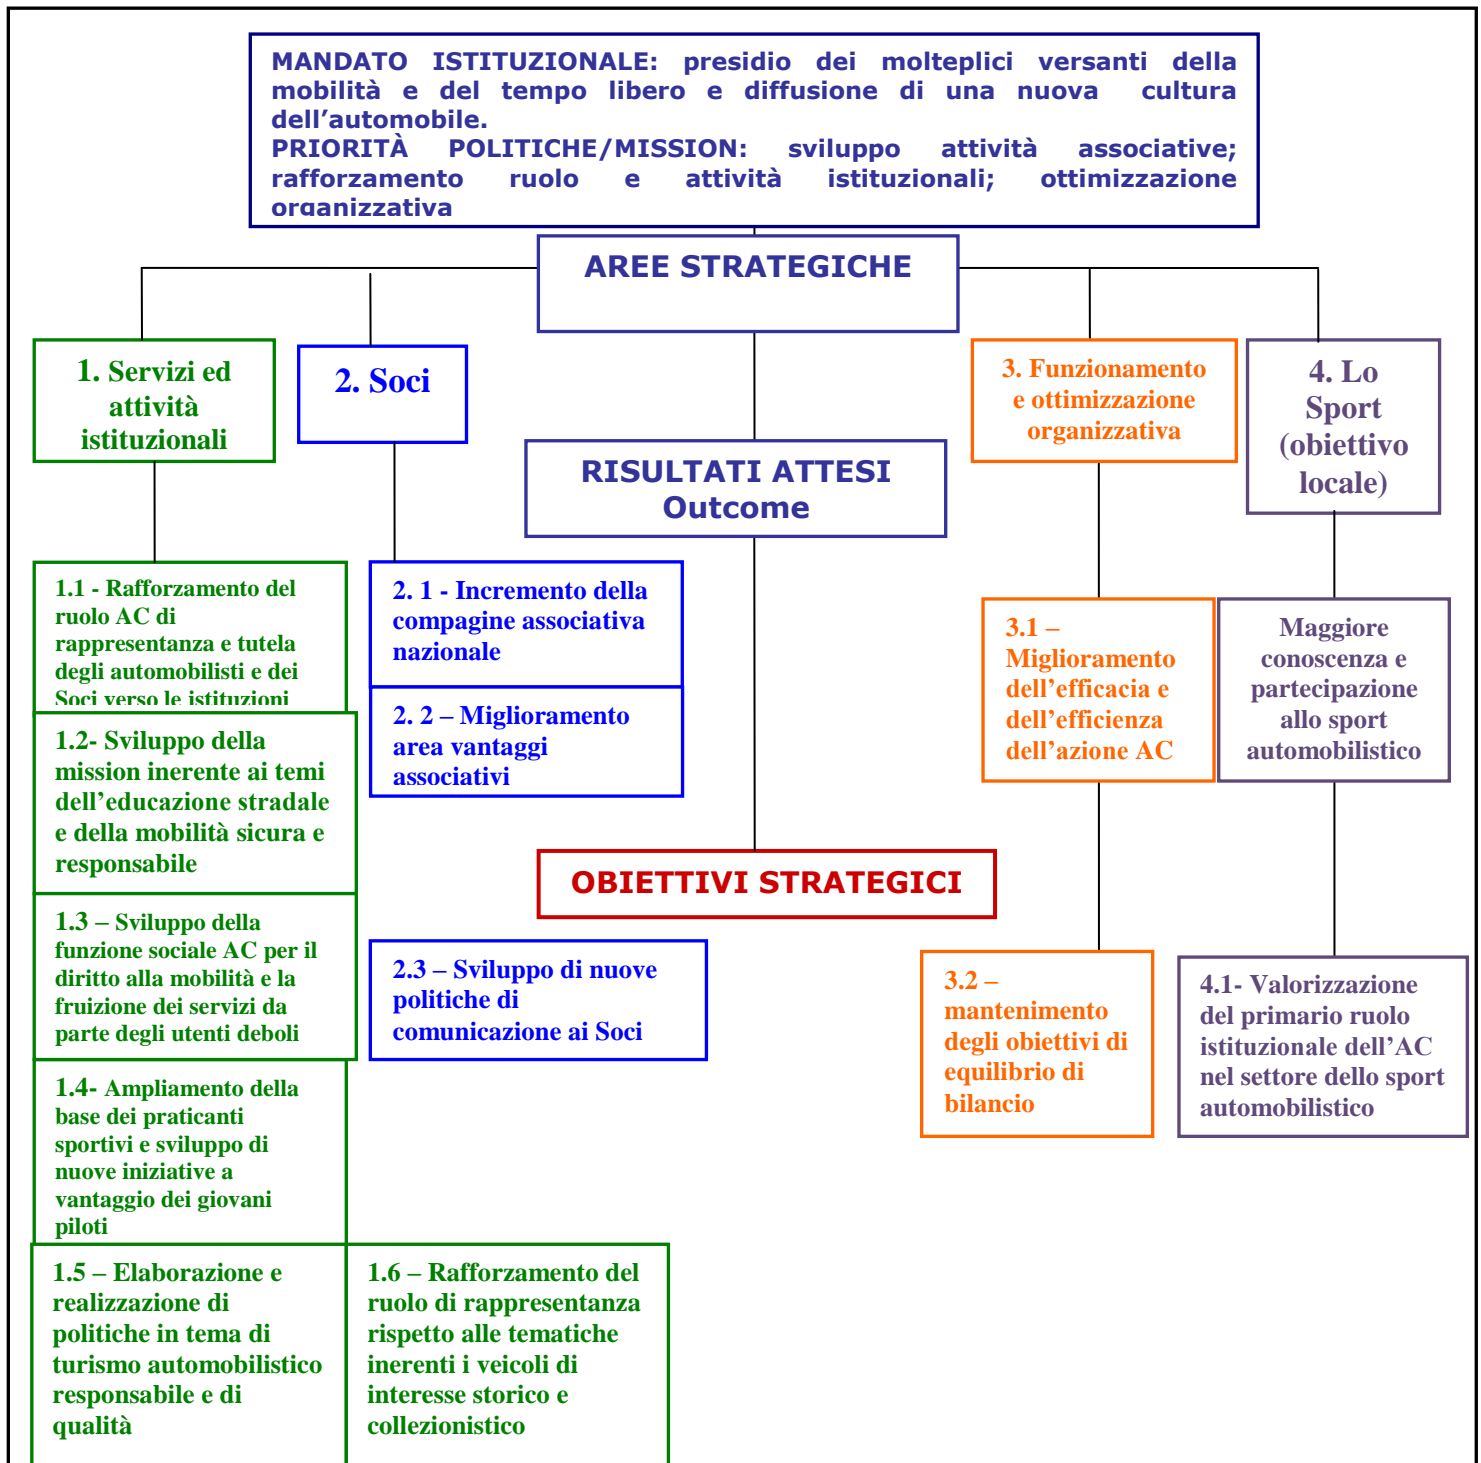 MANDATO ISTITUZIONALE: presidio dei molteplici versanti della
mobilità e del tempo libero e diffusione di una nuova cultura
dell’automobile.
PRIORITÀ POLITICHE/MISSION: sviluppo attività associative;
rafforzamento ruolo e attività istituzionali; ottimizzazione
organizzativa
AREE STRATEGICHE
1. Servizi ed
attività
istituzionali
2. Soci
3. Funzionamento
e ottimizzazione
organizzativa
4. Lo
Sport
(obiettivo
locale)
RISULTATI ATTESI
Outcome
1.1 - Rafforzamento del
ruolo AC di
rappresentanza e tutela
degli automobilisti e dei
Soci verso le istituzioni
2. 1 - Incremento della
compagine associativa
nazionale
2. 2 – Miglioramento
area vantaggi
associativi
3.1 –
Miglioramento
dell’efficacia e
dell’efficienza
dell’azione AC
Maggiore
conoscenza e
partecipazione
allo sport
automobilistico
1.2- Sviluppo della
mission inerente ai temi
dell’educazione stradale
e della mobilità sicura e
responsabile
OBIETTIVI STRATEGICI
1.3 – Sviluppo della
funzione sociale AC per il
diritto alla mobilità e la
fruizione dei servizi da
parte degli utenti deboli
2.3 – Sviluppo di nuove
politiche di
comunicazione ai Soci
3.2 –
mantenimento
degli obiettivi di
equilibrio di
bilancio
4.1- Valorizzazione
del primario ruolo
istituzionale dell’AC
nel settore dello sport
automobilistico
1.4- Ampliamento della
base dei praticanti
sportivi e sviluppo di
nuove iniziative a
vantaggio dei giovani
piloti
1.5 – Elaborazione e
realizzazione di
politiche in tema di
turismo automobilistico
responsabile e di
qualità
1.6 – Rafforzamento del
ruolo di rappresentanza
rispetto alle tematiche
inerenti i veicoli di
interesse storico e
collezionistico